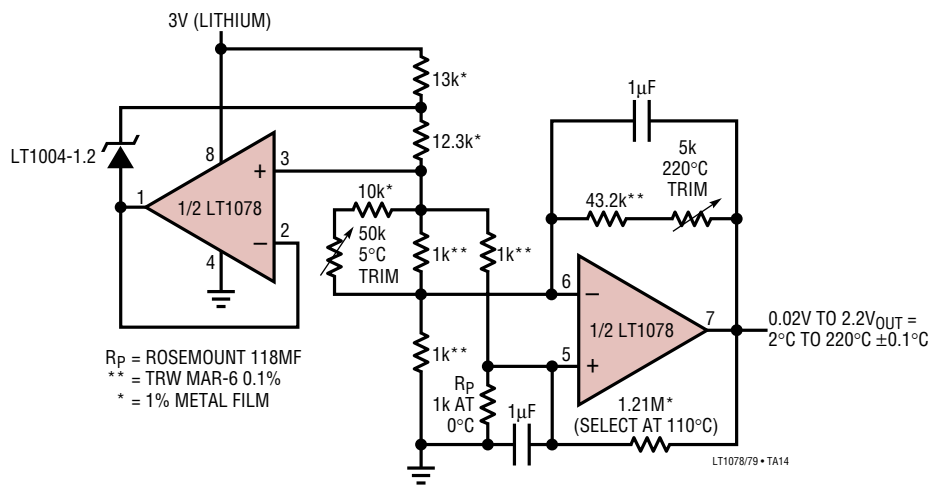 3V (LITHIUM)
13k*
12.3k*
LT1004-1.2
8
3
+
1
1/2 LT1078
2
–
4
10k*
50k
5°C
TRIM
1k**
1k**
1k**
1µF
5k
220°C
TRIM
43.2k**
6
–
1/2 LT1078
7
5
+
0.02V TO 2.2VOUT =
2°C TO 220°C ±0.1°C
RP
1k AT
0°C
1µF
1.21M*
(SELECT AT 110°C)
RP = ROSEMOUNT 118MF
** = TRW MAR-6 0.1%
* = 1% METAL FILM
LT1078/79 • TA14